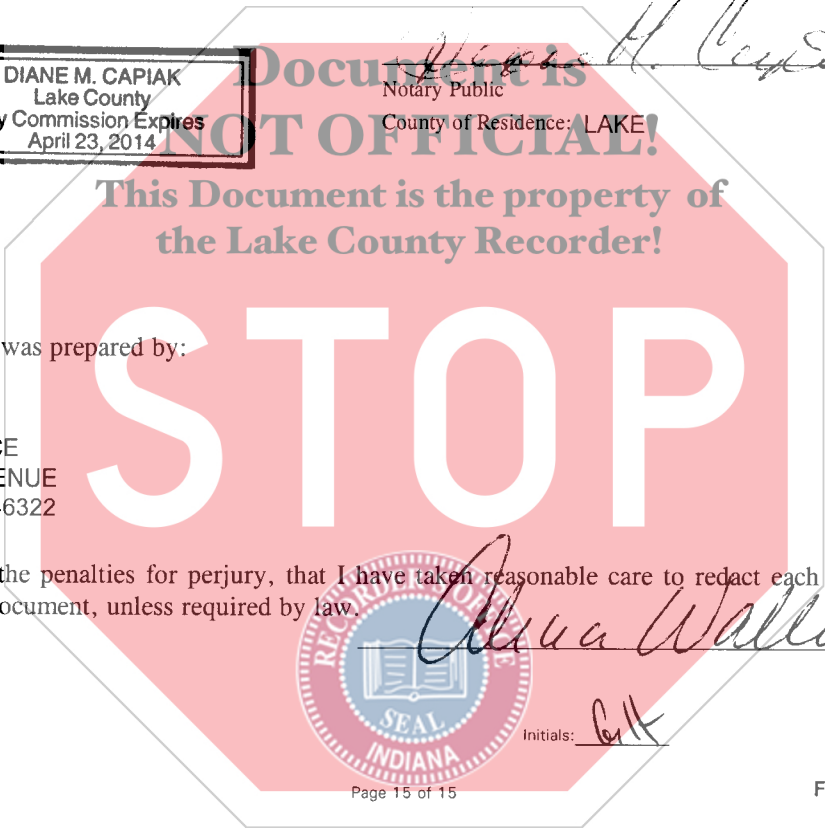 Document is
NOT OFFICIAL!
This Document is the property of
the Lake County Recorder!
STOP
DIANE M. CAPIAK
Lake County
y Commission Expires
April 23, 2014
Notary Public
County of Residence: LAKE
was prepared by:
CE
ENUE
6322
the penalties for perjury, that I have taken reasonable care to redact each
ocument, unless required by law.
RECORDER OF THE
SEAL
INDIANA
Initials:
Page 15 of 15
F